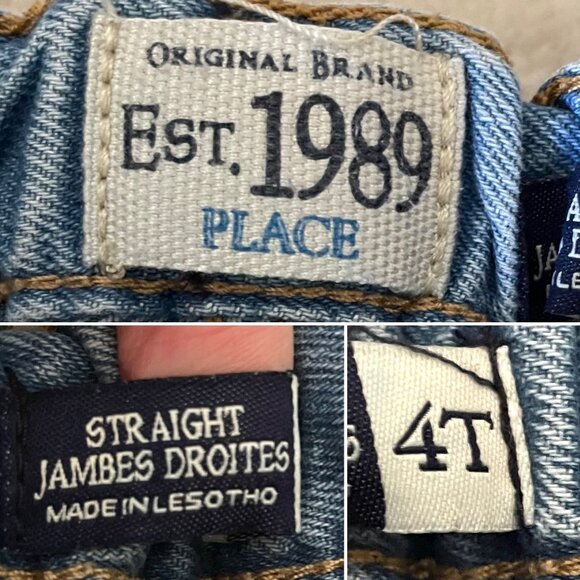 ORIGINAL BRAND
EST. 1989
PLACE
STRAIGHT
JAMBES DROITES
MADE IN LESOTHO
4T